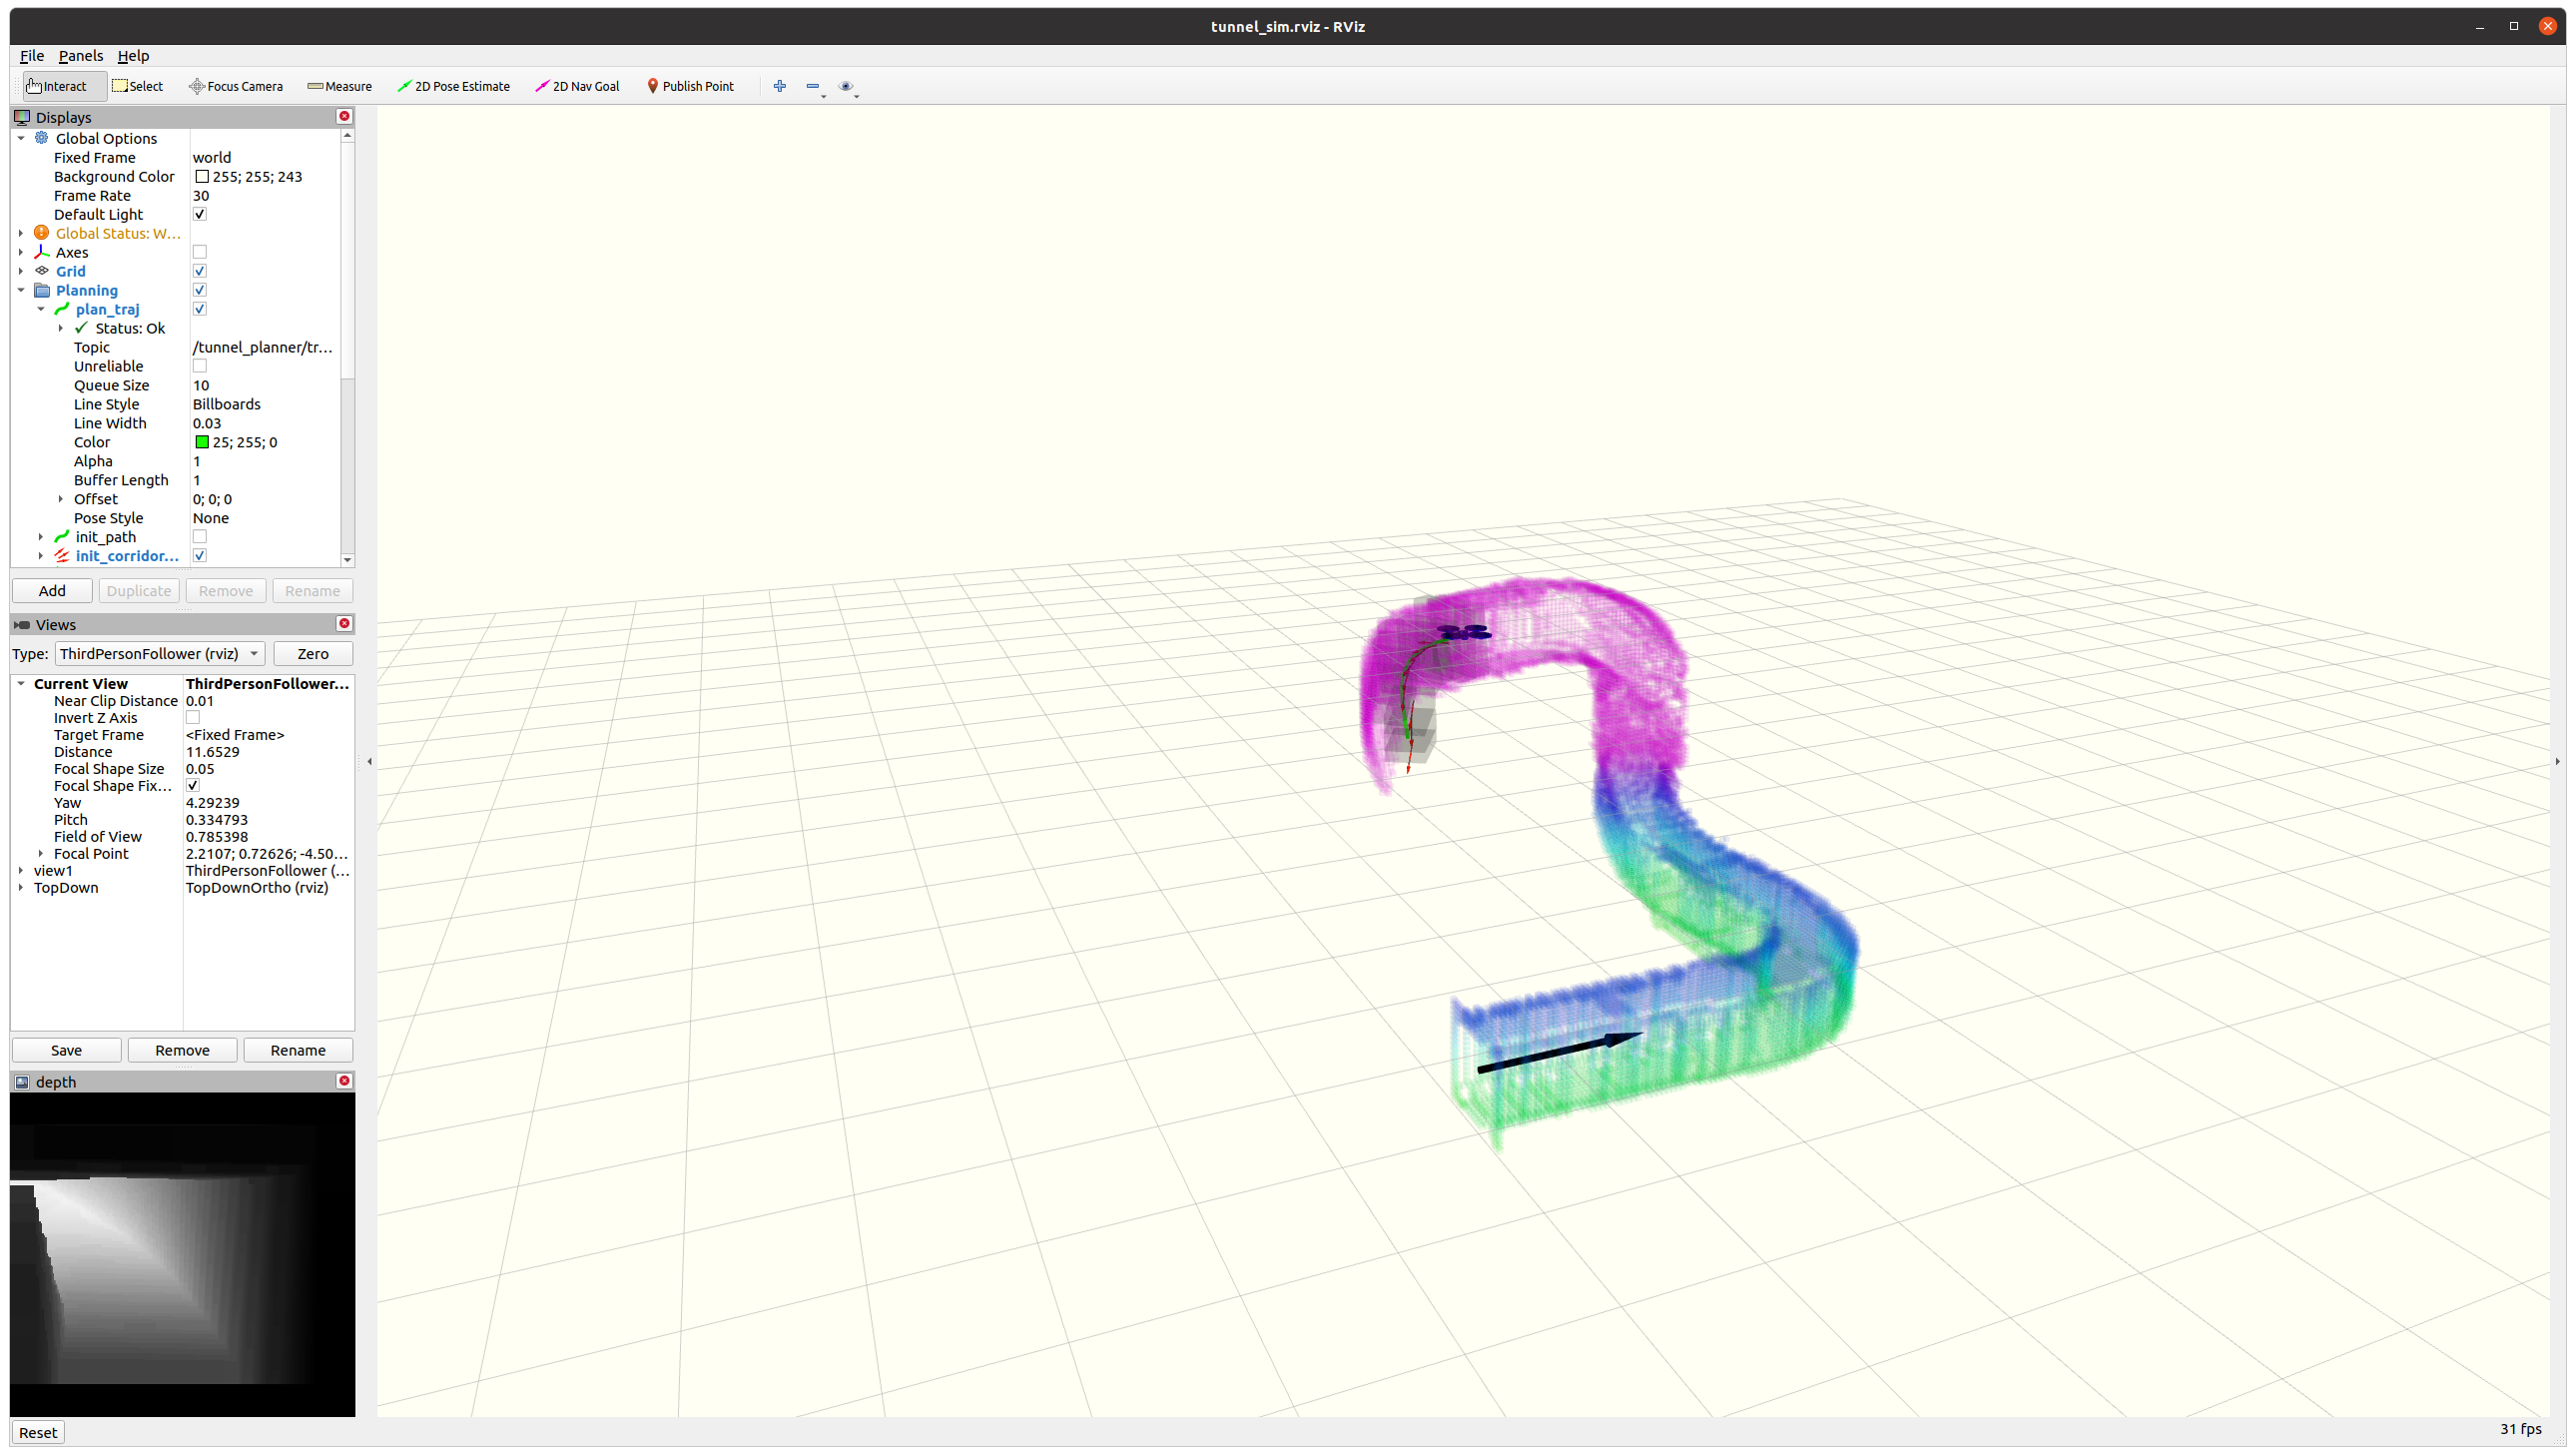 tunnel_sim.rviz - RViz
File Panels Help
Interact Select Focus Camera Measure 2D Pose Estimate 2D Nav Goal Publish Point
Displays
Global Options
Fixed Frame world
Background Color 255; 255; 243
Frame Rate 30
Default Light
Global Status: W...
Axes
Grid
Planning
plan_traj
Status: Ok
Topic /tunnel_planner/tr...
Unreliable
Queue Size 10
Line Style Billboards
Line Width 0.03
Color 25; 255; 0
Alpha 1
Buffer Length 1
Offset 0; 0; 0
Pose Style None
init_path
init_corridor...
Add Duplicate Remove Rename
Views
Type: ThirdPersonFollower (rviz) Zero
Current View ThirdPersonFollower...
Near Clip Distance 0.01
Invert Z Axis
Target Frame <Fixed Frame>
Distance 11.6529
Focal Shape Size 0.05
Focal Shape Fix...
Yaw 4.29239
Pitch 0.334793
Field of View 0.785398
Focal Point 2.2107; 0.72626; -4.50...
view1 ThirdPersonFollower (...
TopDown TopDownOrtho (rviz)
Save Remove Rename
depth
Reset 31 fps